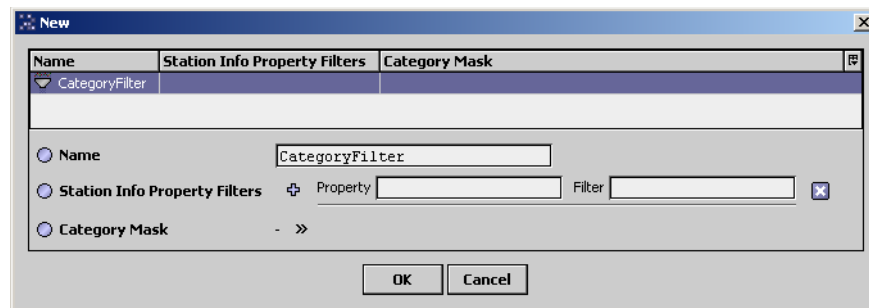 New
Name Station Info Property Filters Category Mask
CategoryFilter
Name CategoryFilter
Station Info Property Filters Property Filter
Category Mask - »
OK Cancel